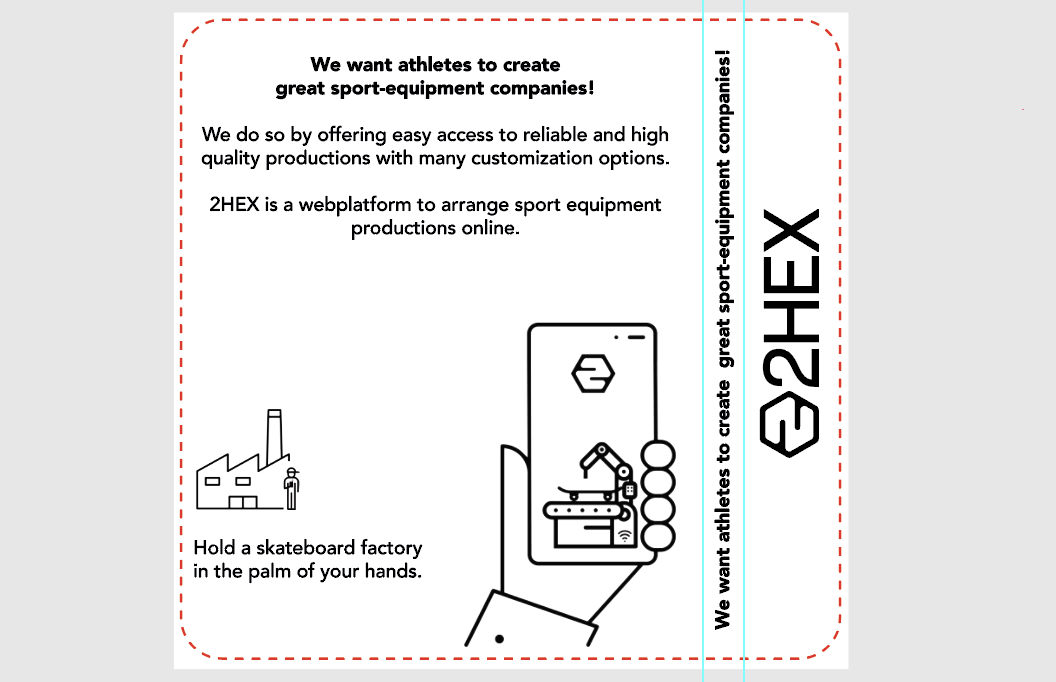 We want athletes to create
great sport-equipment companies!
We do so by offering easy access to reliable and high
quality productions with many customization options.
2HEX is a webplatform to arrange sport equipment
productions online.
Hold a skateboard factory
in the palm of your hands.
We want athletes to create great sport-equipment companies!
2HEX